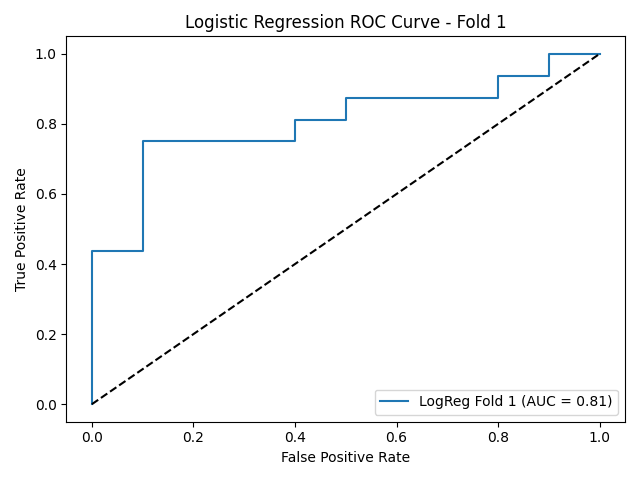 Logistic Regression ROC Curve - Fold 1
True Positive Rate
1.0
0.8
0.6
0.4
0.2
0.0
0.0 0.2 0.4 0.6 0.8 1.0
False Positive Rate
LogReg Fold 1 (AUC = 0.81)